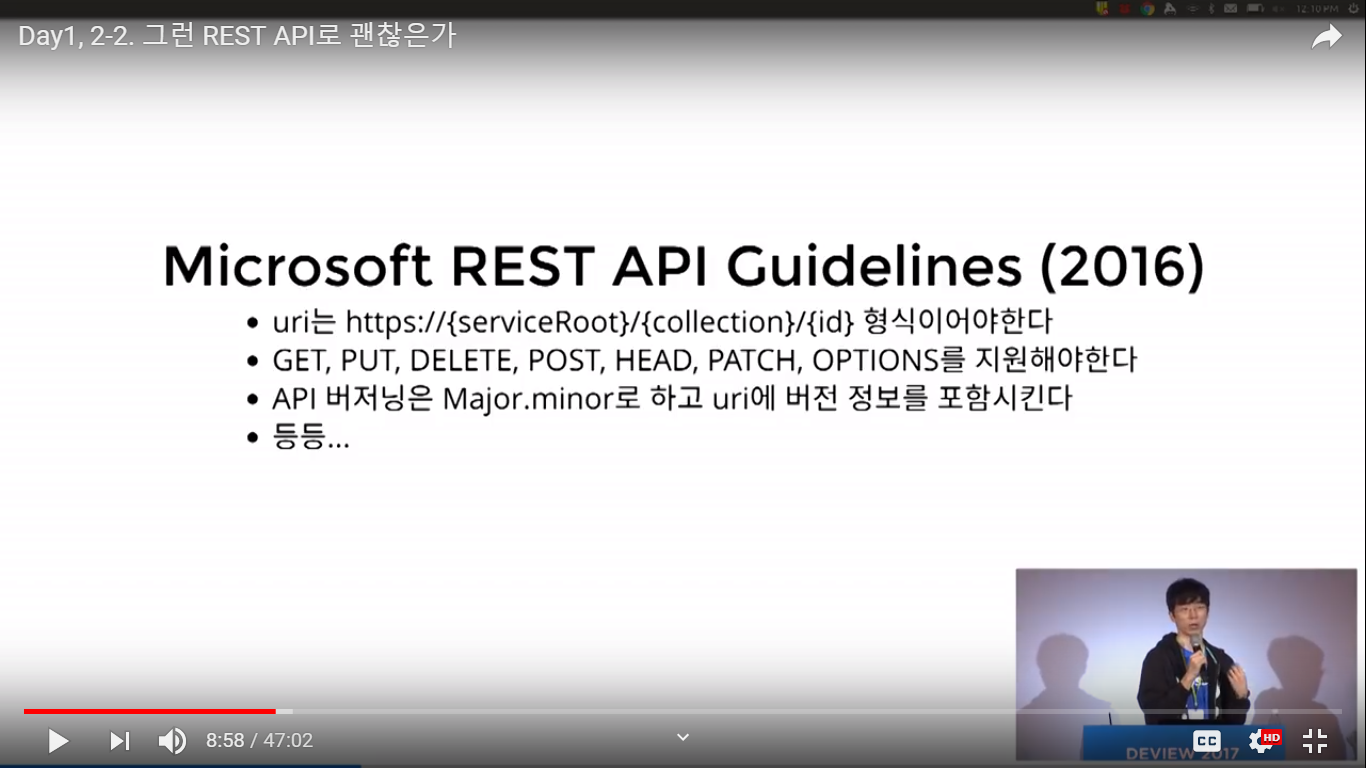 12:10 PM
Day1, 2-2. 그런 REST API로 괜찮은가
Microsoft REST API Guidelines (2016)
• uri는 https://{serviceRoot}/{collection}/{id} 형식이어야한다
• GET, PUT, DELETE, POST, HEAD, PATCH, OPTIONS를 지원해야한다
• API 버저닝은 Major.minor로 하고 uri에 버전 정보를 포함시킨다
• 등등...
DEVIEW 2017
8:58 / 47:02
CC
HD